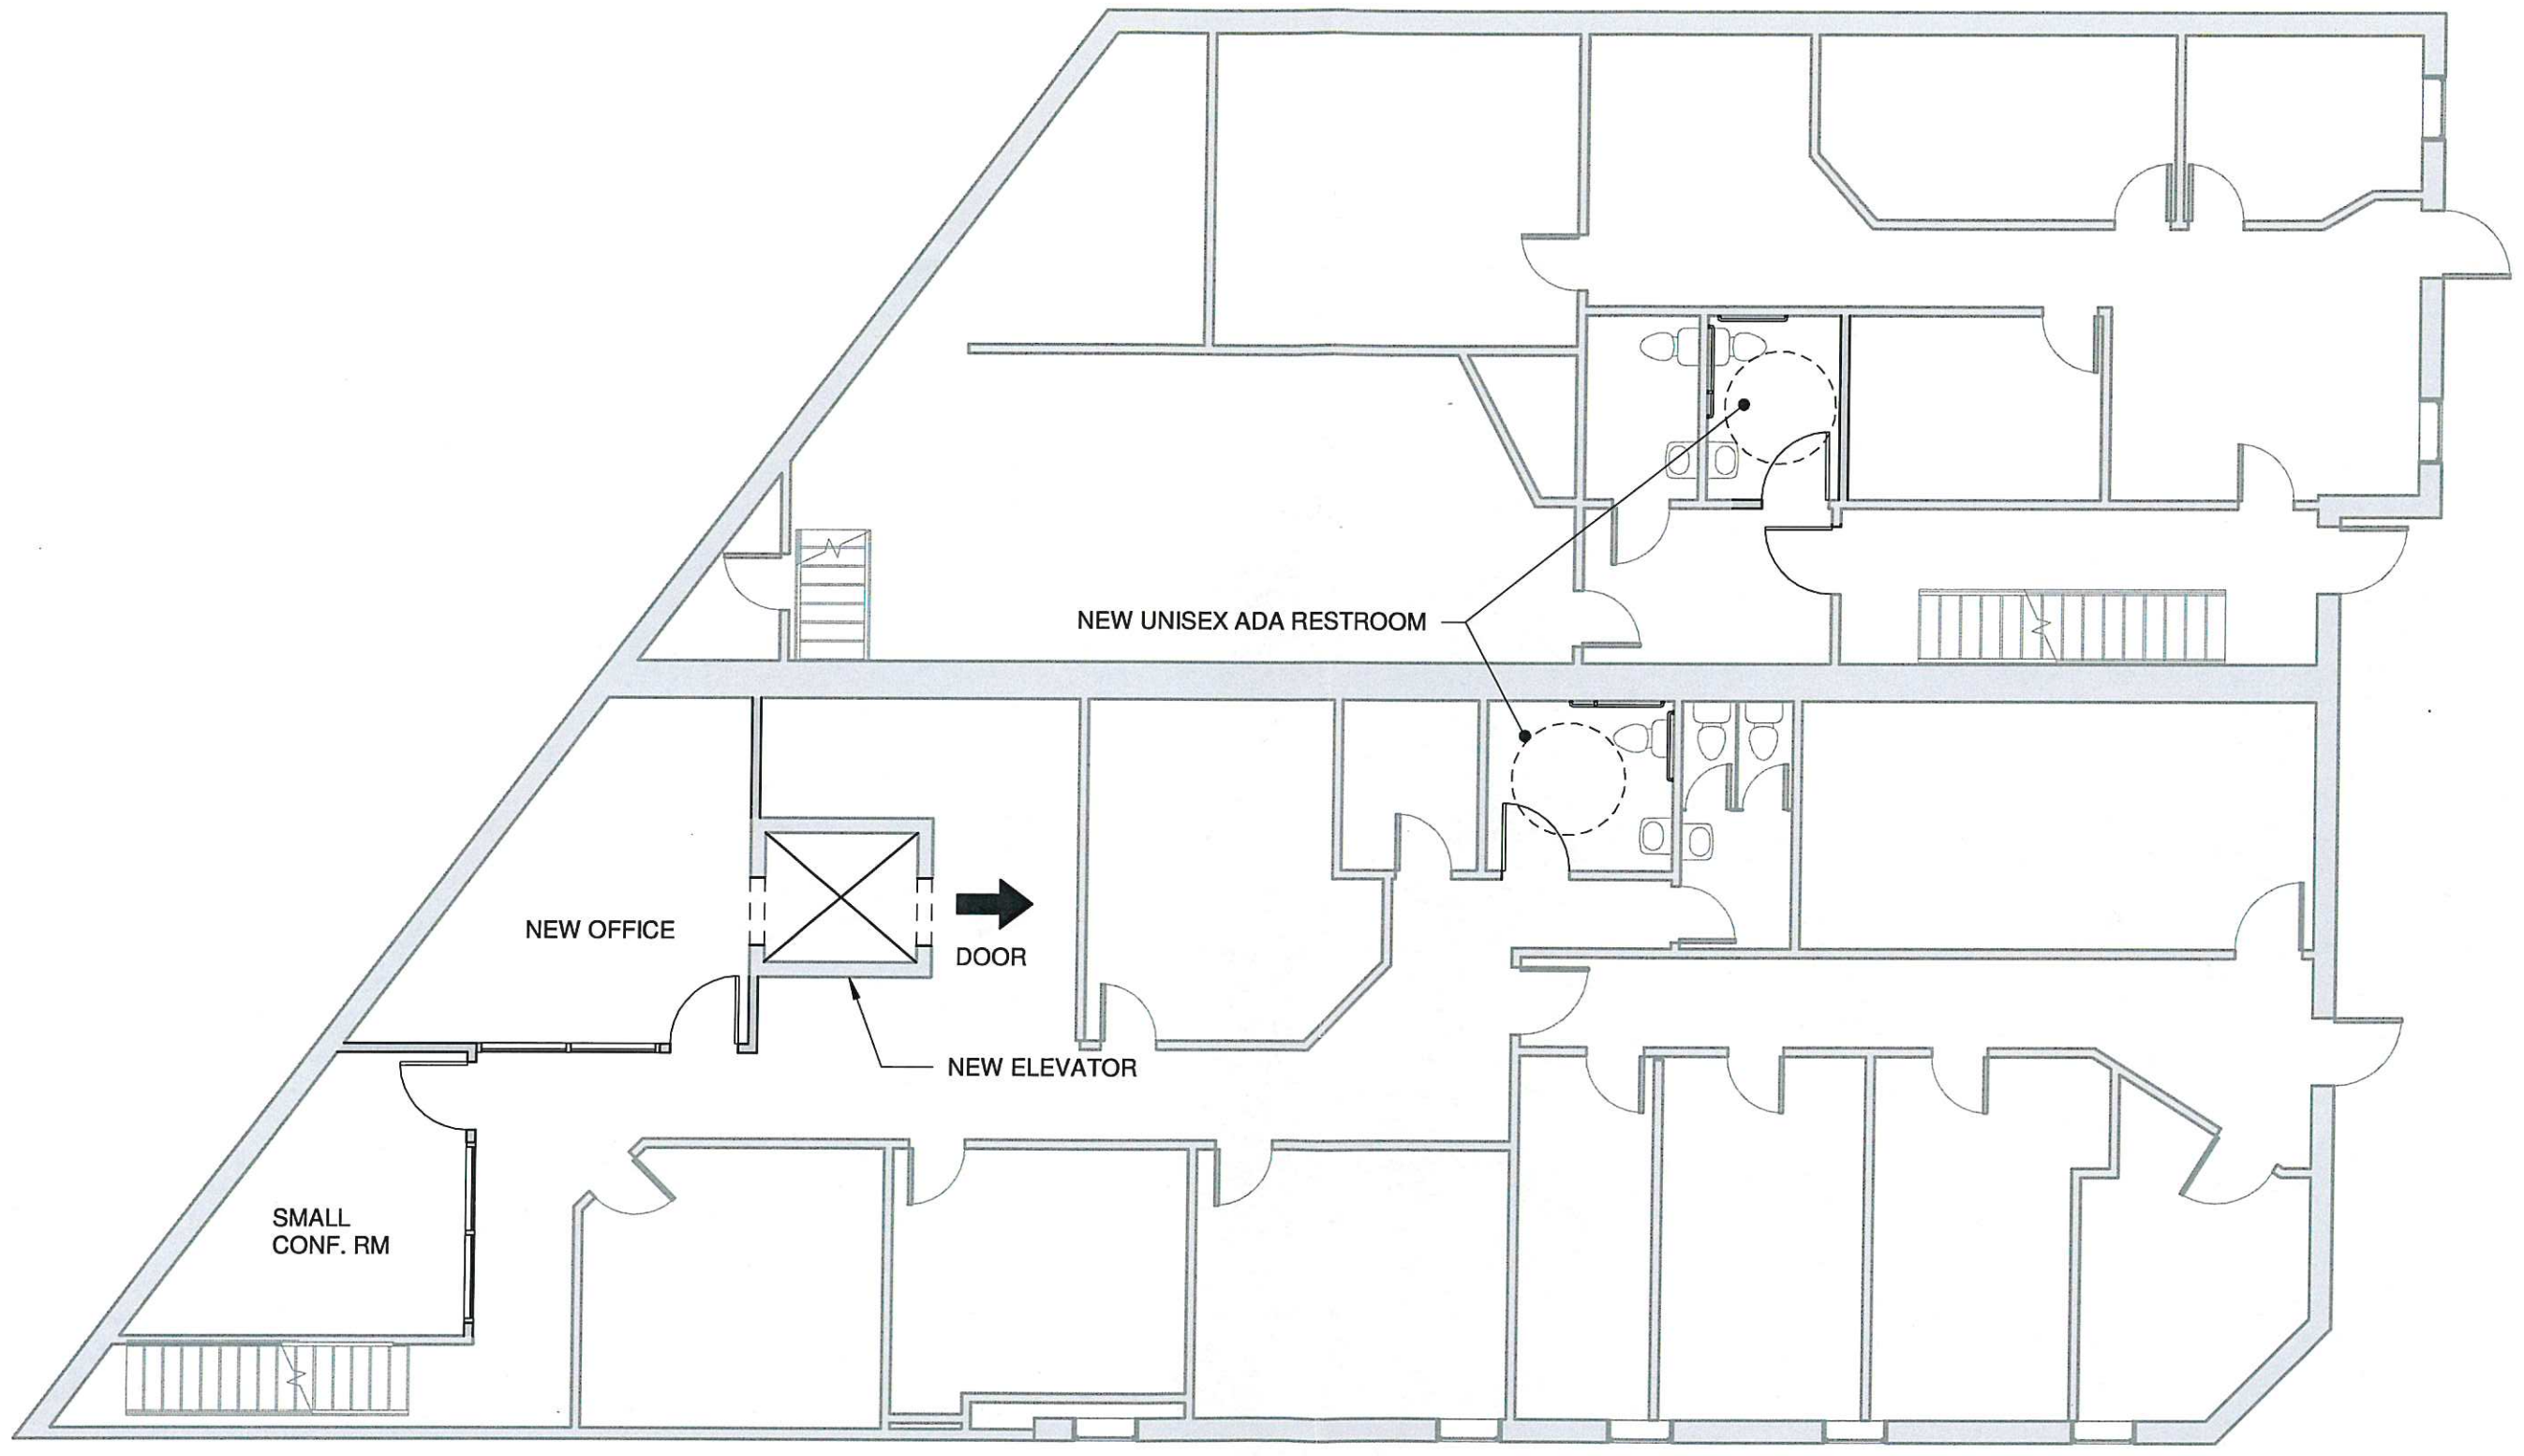 NEW UNISEX ADA RESTROOM
NEW OFFICE
DOOR
NEW ELEVATOR
SMALL
CONF. RM